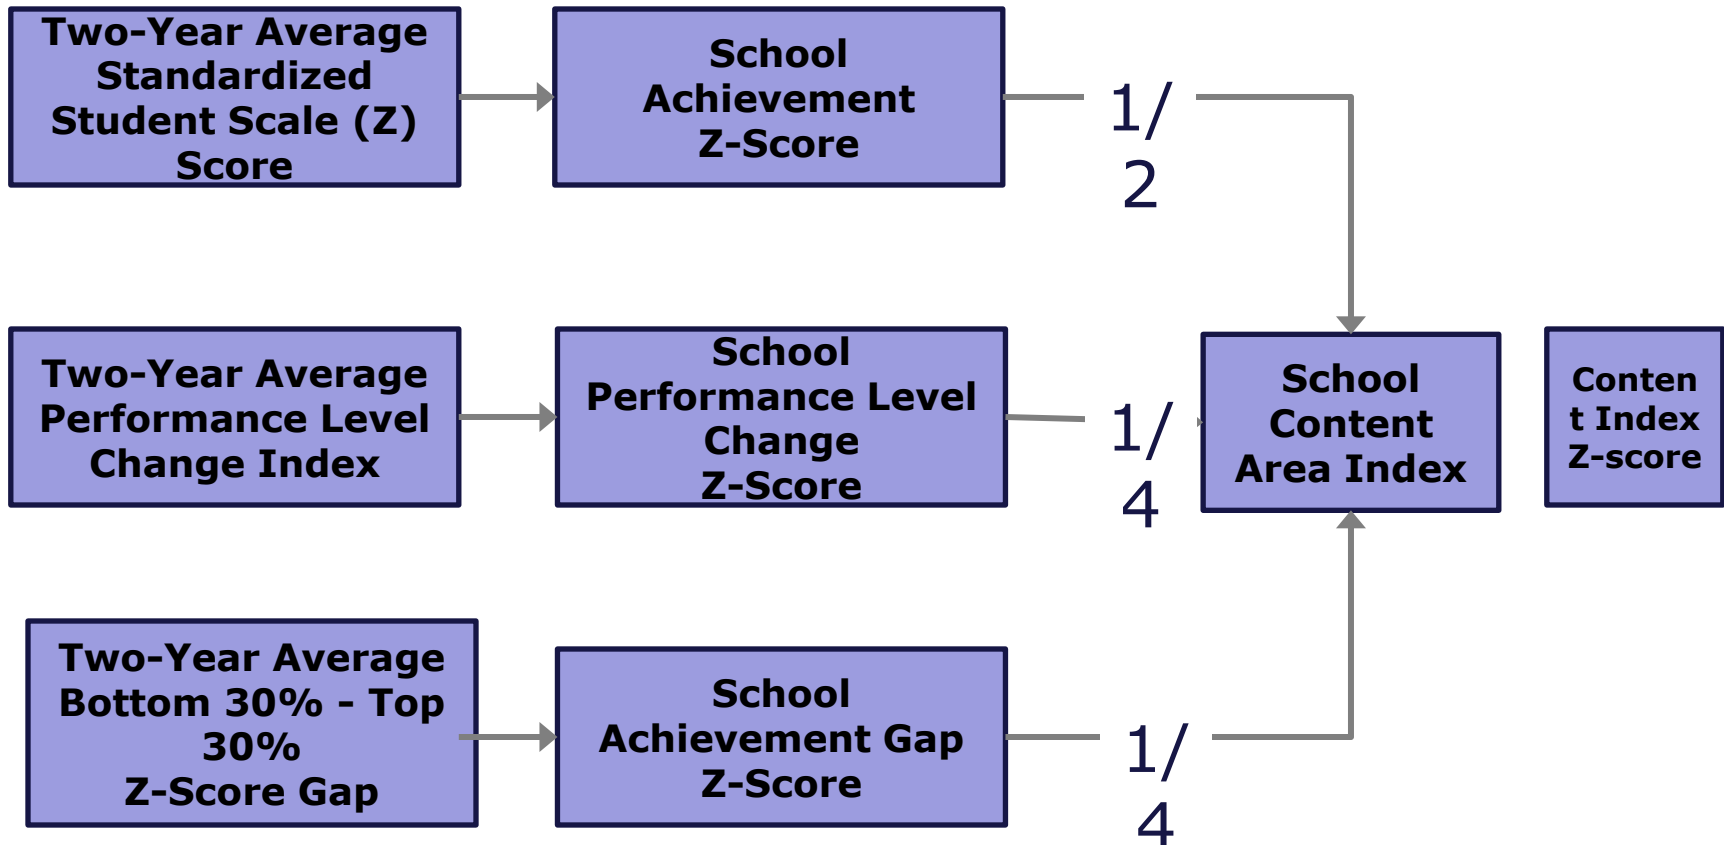 Two-Year Average
Standardized
Student Scale (Z)
Score
School
Achievement
Z-Score
1/
2
Two-Year Average
Performance Level
Change Index
School
Performance Level
Change
Z-Score
1/
4
School
Content
Area Index
Conten
t Index
Z-score
Two-Year Average
Bottom 30% - Top
30%
Z-Score Gap
School
Achievement Gap
Z-Score
1/
4